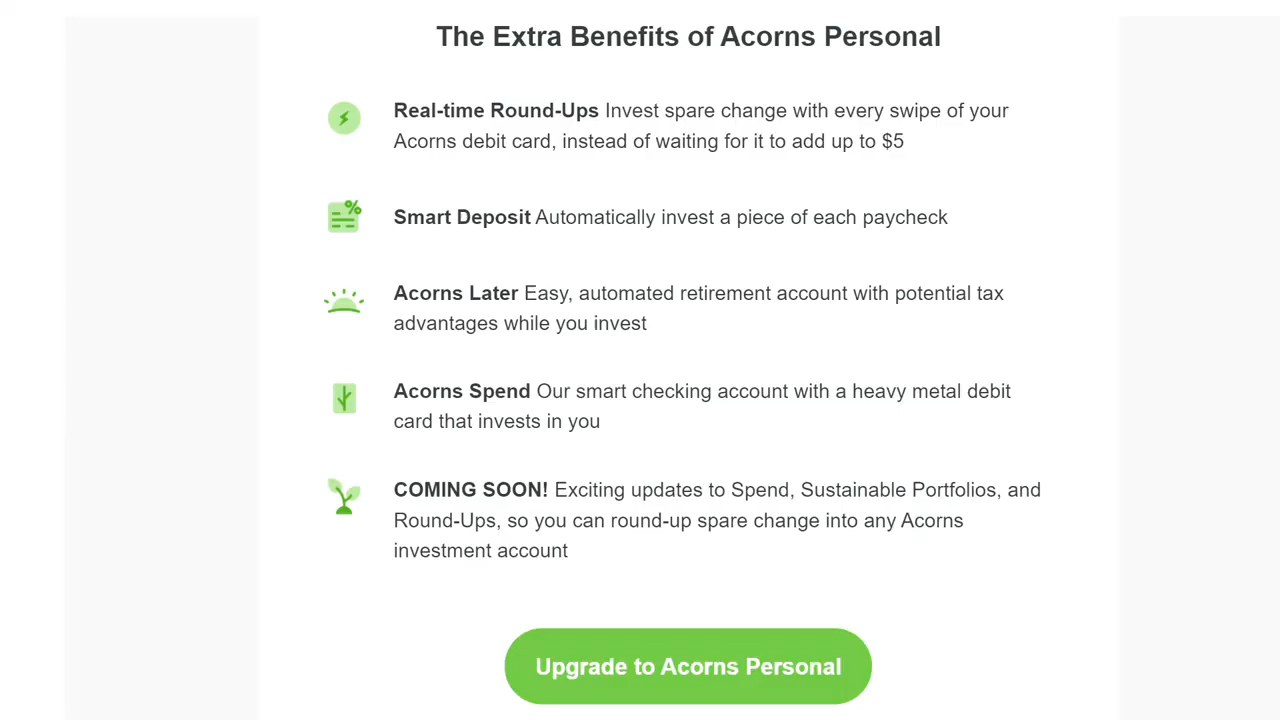 The Extra Benefits of Acorns Personal
Real-time Round-Ups Invest spare change with every swipe of your
Acorns debit card, instead of waiting for it to add up to $5
Smart Deposit Automatically invest a piece of each paycheck
Acorns Later Easy, automated retirement account with potential tax
advantages while you invest
Acorns Spend Our smart checking account with a heavy metal debit
card that invests in you
COMING SOON! Exciting updates to Spend, Sustainable Portfolios, and
Round-Ups, so you can round-up spare change into any Acorns
investment account
Upgrade to Acorns Personal